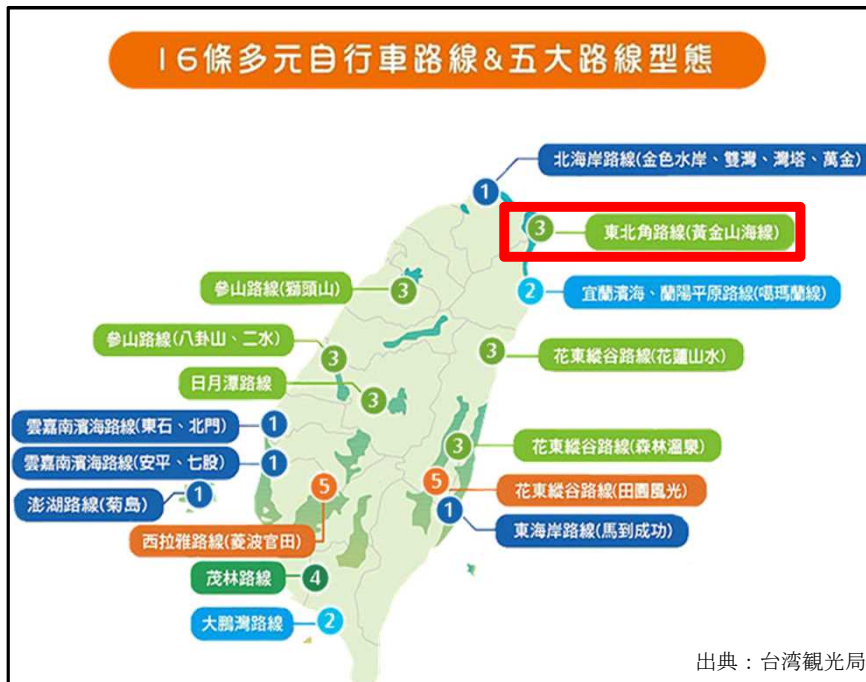 16條多元自行車路線&五大路線型態
北海岸路線(金色水岸、雙灣、灣塔、萬金)
1
3
東北角路線(黃金山海線)
參山路線(獅頭山)
3
2
宜蘭濱海、蘭陽平原路線(噶瑪蘭線)
參山路線(八卦山、二水)
3
3
花東縱谷路線(花蓮山水)
日月潭路線
3
雲嘉南濱海路線(東石、北門)
1
3
花東縱谷路線(森林溫泉)
雲嘉南濱海路線(安平、七股)
1
澎湖路線(菊島)
1
5
5
花東縱谷路線(田園風光)
西拉雅路線(菱波官田)
1
東海岸路線(馬到成功)
茂林路線
4
大鵬灣路線
2
出典：台湾観光局